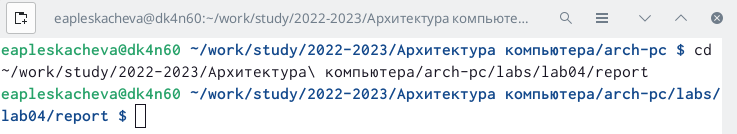 eapleskacheva@dk4n60:~/work/study/2022-2023/Архитектура компьюте...
eapleskacheva@dk4n60 ~/work/study/2022-2023/Архитектура компьютера/arch-pc $ cd
~/work/study/2022-2023/Архитектура\ компьютера/arch-pc/labs/lab04/report
eapleskacheva@dk4n60 ~/work/study/2022-2023/Архитектура компьютера/arch-pc/labs/
lab04/report $